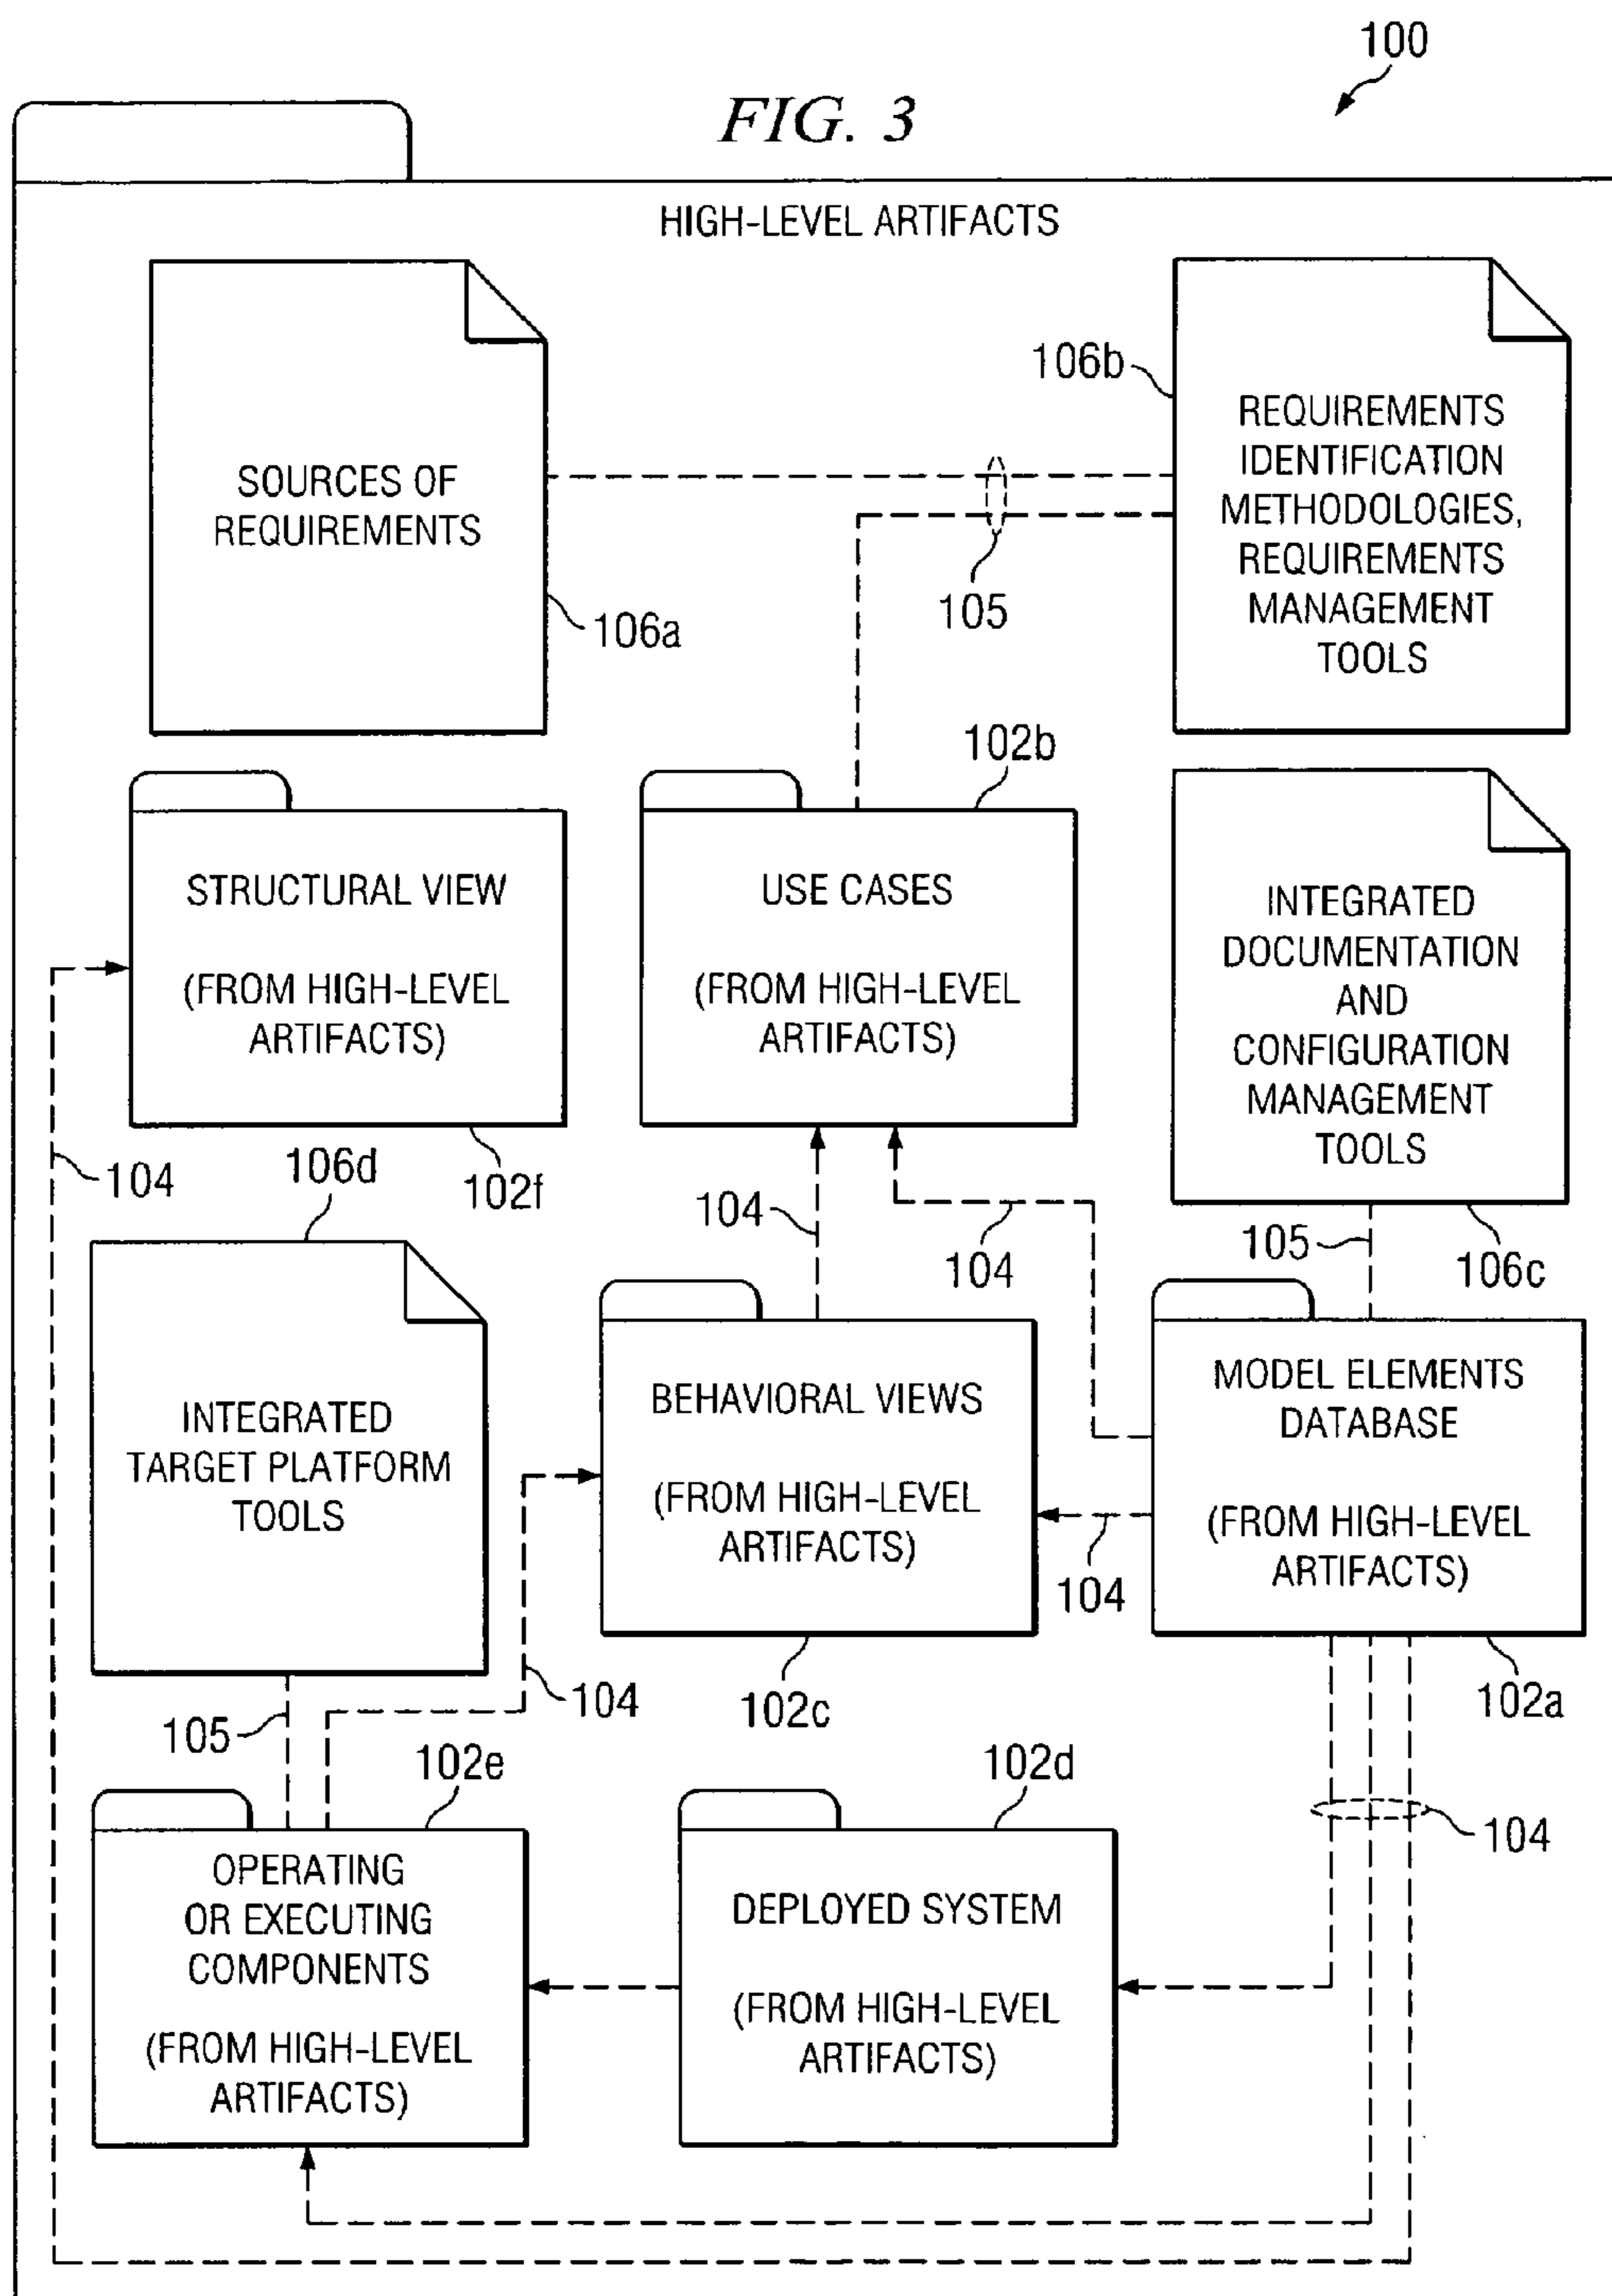 100
FIG. 3
HIGH-LEVEL ARTIFACTS
SOURCES OF
REQUIREMENTS
106a
106b
REQUIREMENTS
IDENTIFICATION
METHODOLOGIES,
REQUIREMENTS
MANAGEMENT
TOOLS
105
102b
STRUCTURAL VIEW
(FROM HIGH-LEVEL
ARTIFACTS)
102f
USE CASES
(FROM HIGH-LEVEL
ARTIFACTS)
INTEGRATED
DOCUMENTATION
AND
CONFIGURATION
MANAGEMENT
TOOLS
106c
104
106d
104
104
105
INTEGRATED
TARGET PLATFORM
TOOLS
BEHAVIORAL VIEWS
(FROM HIGH-LEVEL
ARTIFACTS)
102c
104
MODEL ELEMENTS
DATABASE
(FROM HIGH-LEVEL
ARTIFACTS)
102a
105
104
102e
102d
104
OPERATING
OR EXECUTING
COMPONENTS
(FROM HIGH-LEVEL
ARTIFACTS)
DEPLOYED SYSTEM
(FROM HIGH-LEVEL
ARTIFACTS)